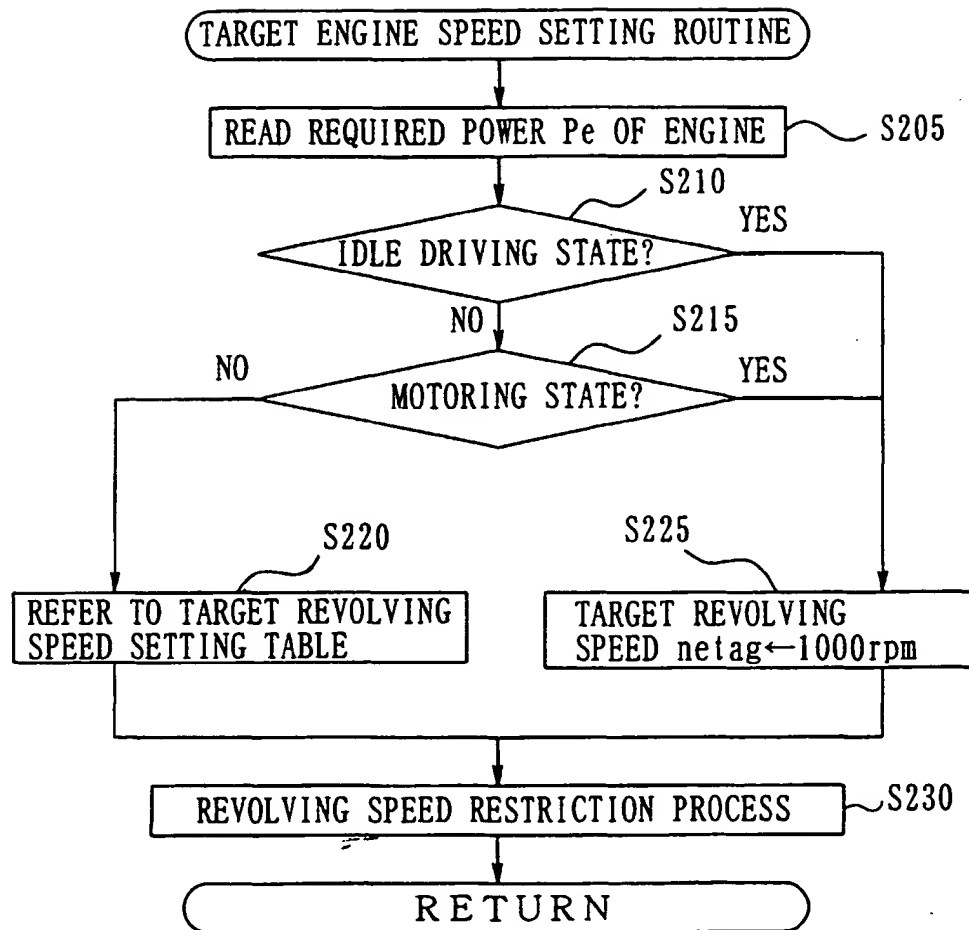 TARGET ENGINE SPEED SETTING ROUTINE
READ REQUIRED POWER Pe OF ENGINE
S205
S210
IDLE DRIVING STATE?
YES
NO
S215
NO
MOTORING STATE?
YES
S220
S225
REFER TO TARGET REVOLVING
SPEED SETTING TABLE
TARGET REVOLVING
SPEED netag←1000rpm
REVOLVING SPEED RESTRICTION PROCESS
S230
RETURN